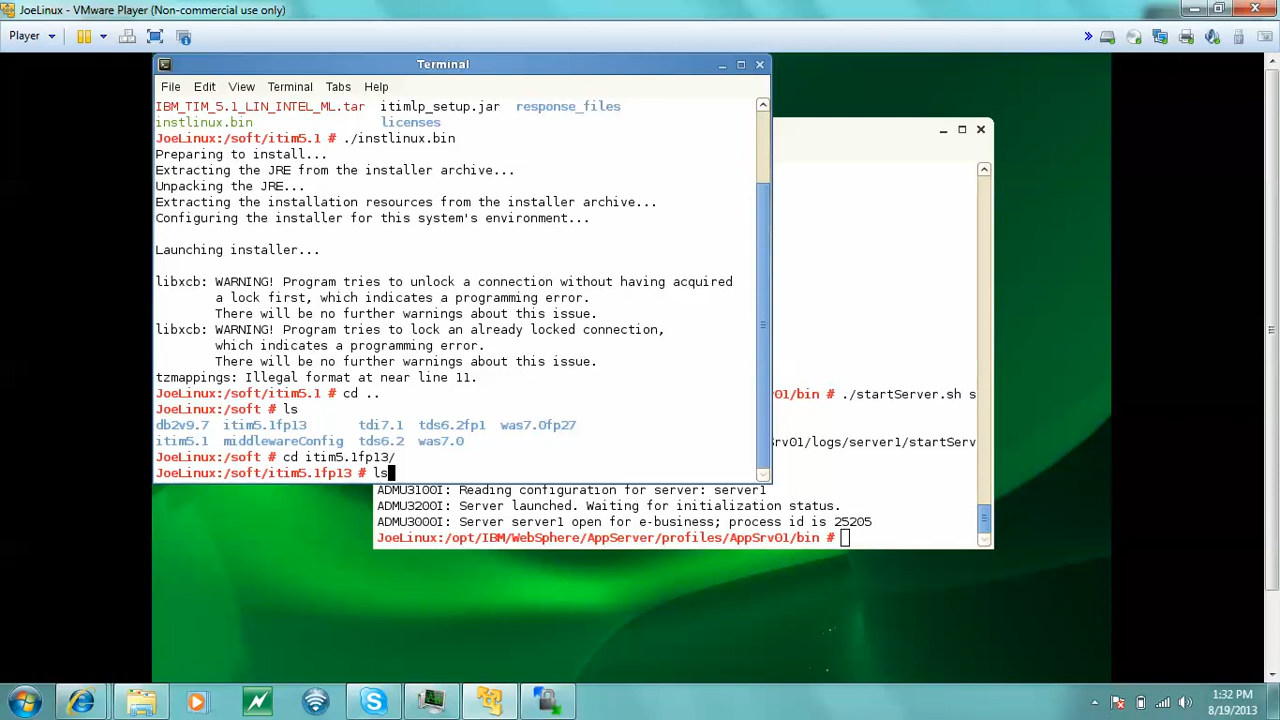 JoeLinux - VMware Player (Non-commercial use only)
Player
Terminal
File Edit View Terminal Tabs Help
IBM_TIM_5.1_LIN_INTEL_ML.tar itimlp_setup.jar response_files
instlinux.bin licenses
JoeLinux:/soft/itim5.1 # ./instlinux.bin
Preparing to install...
Extracting the JRE from the installer archive...
Unpacking the JRE...
Extracting the installation resources from the installer archive...
Configuring the installer for this system's environment...
Launching installer...
libxcb: WARNING! Program tries to unlock a connection without having acquired
a lock first, which indicates a programming error.
There will be no further warnings about this issue.
libxcb: WARNING! Program tries to lock an already locked connection,
which indicates a programming error.
There will be no further warnings about this issue.
tzmappings: Illegal format at near line 11.
JoeLinux:/soft/itim5.1 # cd ..
JoeLinux:/soft # ls
db2v9.7 itim5.1fp13 tdi7.1 tds6.2fp1 was7.0fp27
itim5.1 middlewareConfig tds6.2 was7.0
JoeLinux:/soft # cd itim5.1fp13/
JoeLinux:/soft/itim5.1fp13 # ls
rv01/bin # ./startServer.sh s
Srv01/logs/server1/startServ
ADMU3100I: Reading configuration for server: server1
ADMU3200I: Server launched. Waiting for initialization status.
ADMU3000I: Server server1 open for e-business; process id is 25205
JoeLinux:/opt/IBM/WebSphere/AppServer/profiles/AppSrv01/bin #
1:32 PM
8/19/2013